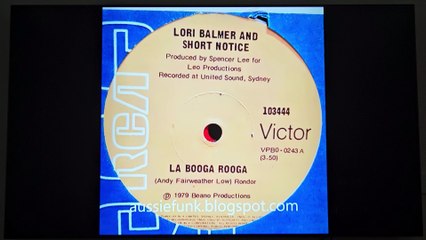 LORI BALMER AND
SHORT NOTICE
Produced by Spencer Lee for
Leo Productions
Recorded at United Sound, Sydney
RCA
103444
Victor
VPB0-0243 A
(3.50)
LA BOOGA ROOGA
(Andy Fairweather Low) Rondor
℗ © 1979 Beano Productions
aussiefunk.blogspot.com